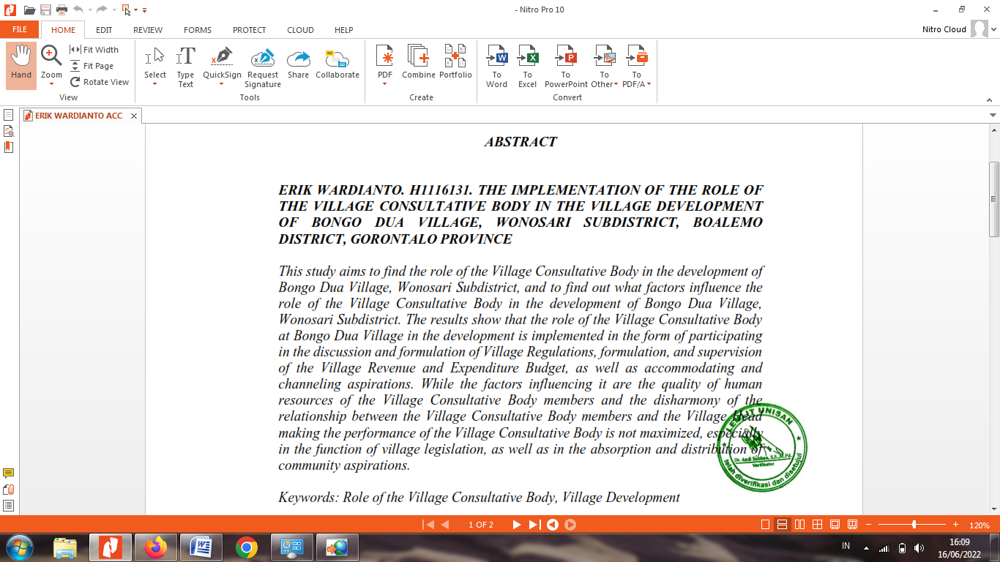 - Nitro Pro 10
FILE HOME EDIT REVIEW FORMS PROTECT CLOUD HELP
Nitro Cloud
Hand
Zoom
Fit Width
Fit Page
Rotate View
View
Select
Type Text
QuickSign
Request Signature
Share
Collaborate
Tools
PDF
Combine
Portfolio
Create
To Word
To Excel
To PowerPoint
To Other
To PDF/A
Convert
ERIK WARDIANTO ACC
ABSTRACT
ERIK WARDIANTO. H1116131. THE IMPLEMENTATION OF THE ROLE OF
THE VILLAGE CONSULTATIVE BODY IN THE VILLAGE DEVELOPMENT
OF BONGO DUA VILLAGE, WONOSARI SUBDISTRICT, BOALEMO
DISTRICT, GORONTALO PROVINCE
This study aims to find the role of the Village Consultative Body in the development of
Bongo Dua Village, Wonosari Subdistrict, and to find out what factors influence the
role of the Village Consultative Body in the development of Bongo Dua Village,
Wonosari Subdistrict. The results show that the role of the Village Consultative Body
at Bongo Dua Village in the development is implemented in the form of participating
in the discussion and formulation of Village Regulations, formulation, and supervision
of the Village Revenue and Expenditure Budget, as well as accommodating and
channeling aspirations. While the factors influencing it are the quality of human
resources of the Village Consultative Body members and the disharmony of the
relationship between the Village Consultative Body members and the Village Head
making the performance of the Village Consultative Body is not maximized, especially
in the function of village legislation, as well as in the absorption and distribution of
community aspirations.
Keywords: Role of the Village Consultative Body, Village Development
UNISAN
Dr. Andi Subhan, S.S.,M.Pd.
Verifikator
telah diverifikasi dan disetujui
1 OF 2
120%
IN
16:09
16/06/2022